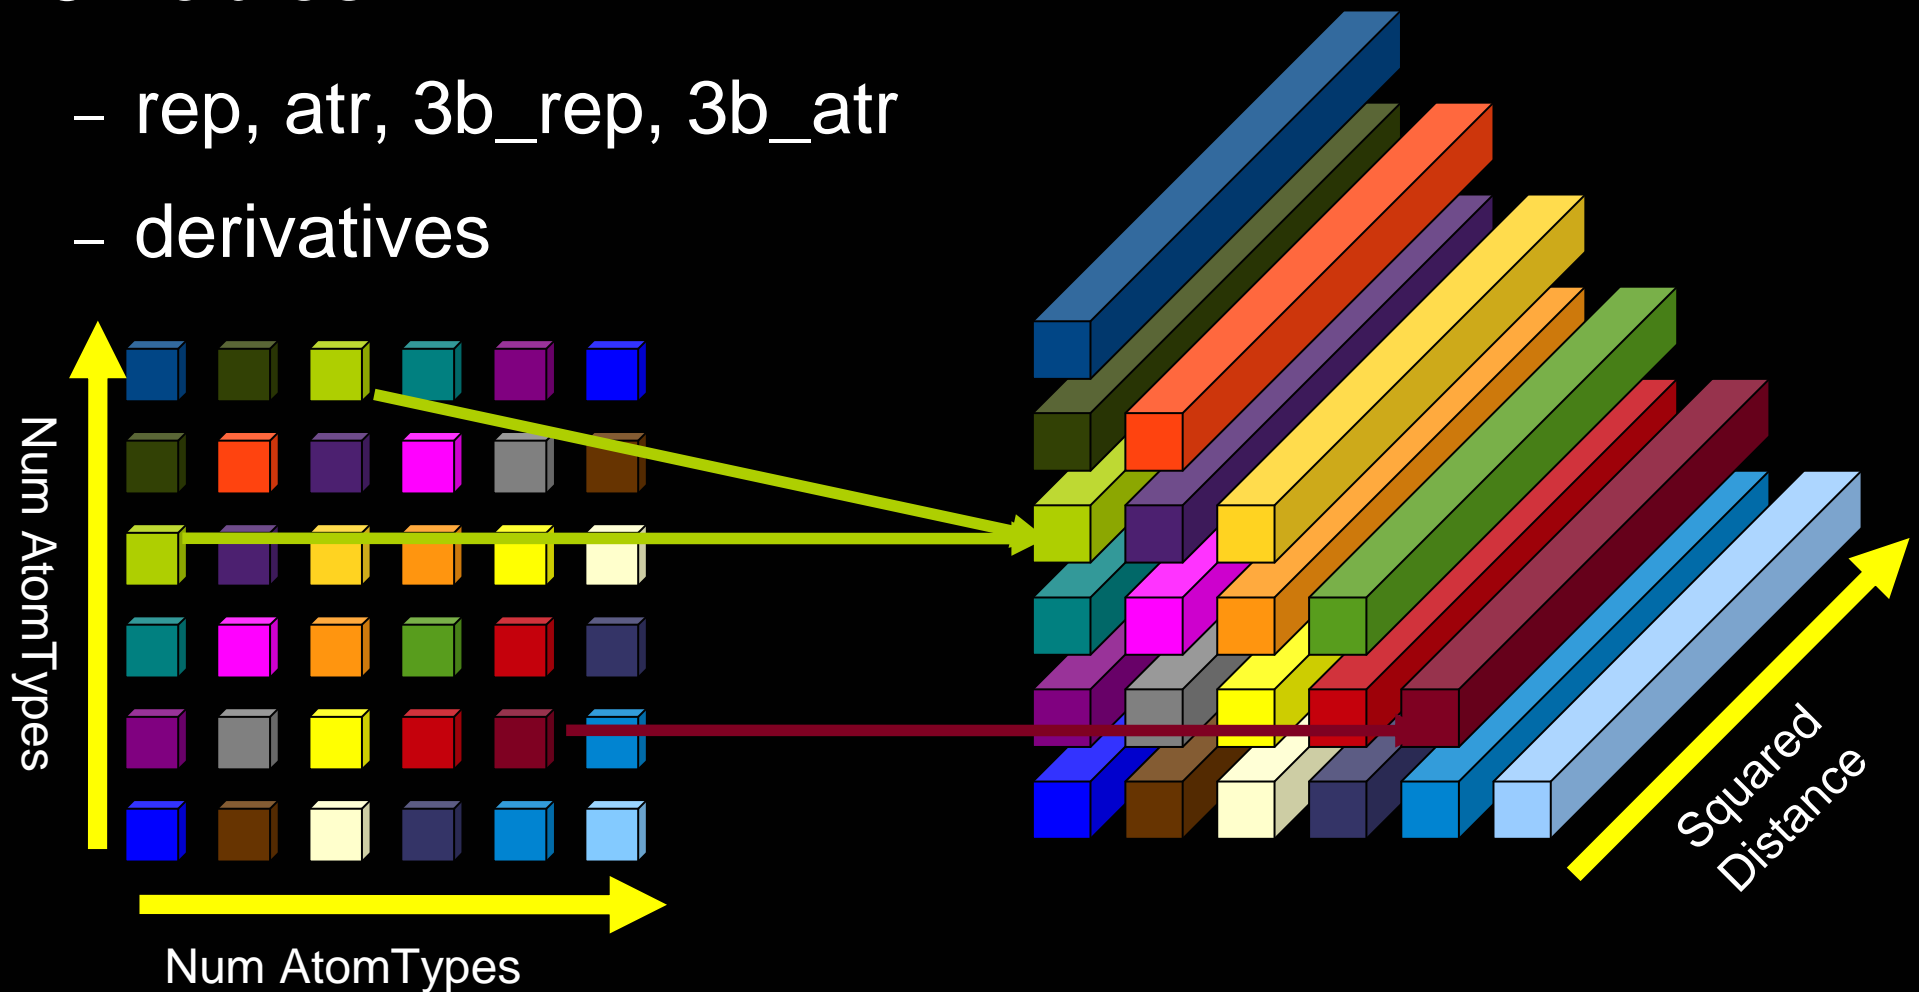 – rep, atr, 3b_rep, 3b_atr
– derivatives
Num AtomTypes
Num AtomTypes
Squared
Distance